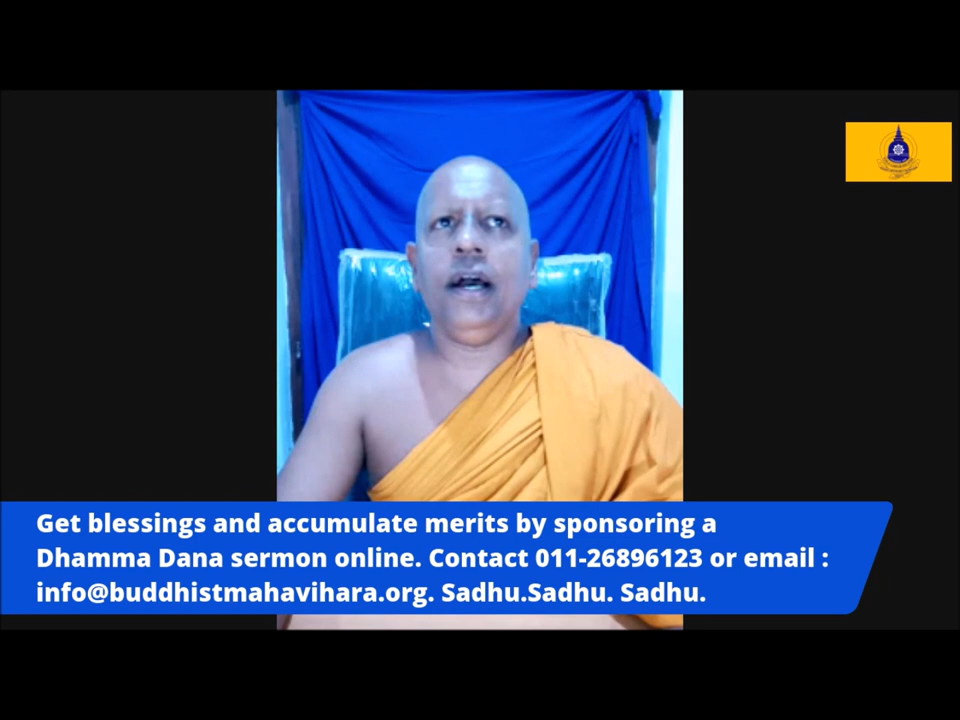 Get blessings and accumulate merits by sponsoring a
Dhamma Dana sermon online. Contact 011-26896123 or email :
info@buddhistmahavihara.org. Sadhu.Sadhu. Sadhu.